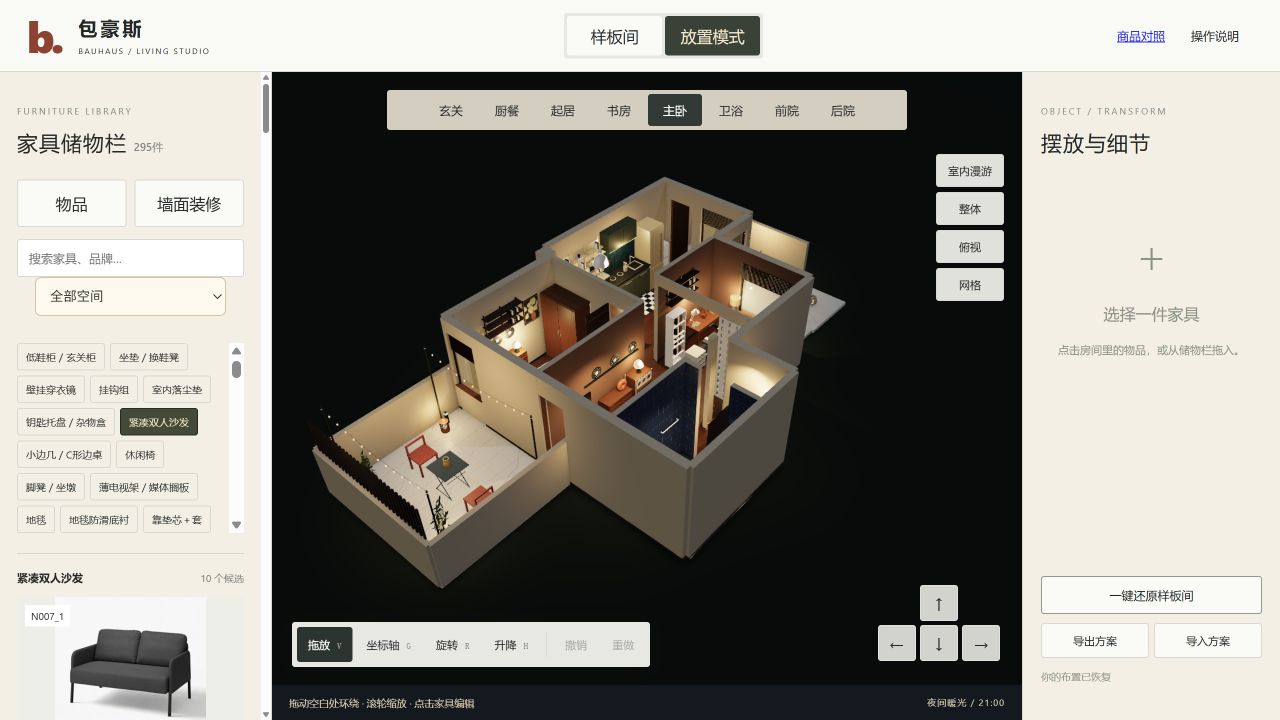 b. 包豪斯
BAUHAUS / LIVING STUDIO
样板间 放置模式
商品对照 操作说明
FURNITURE LIBRARY
家具储物栏 295件
物品 墙面装修
搜索家具、品牌...
全部空间
低鞋柜 / 玄关柜 坐垫 / 换鞋凳
壁挂穿衣镜 挂钩组 室内落尘垫
钥匙托盘 / 杂物盒 紧凑双人沙发
小边几 / C形边桌 休闲椅
脚凳 / 坐墩 薄电视架 / 媒体搁板
地毯 地毯防滑底衬 靠垫芯 + 套
紧凑双人沙发 10 个候选
N007_1
玄关 厨餐 起居 书房 主卧 卫浴 前院 后院
室内漫游
整体
俯视
网格
拖放 V 坐标轴 G 旋转 R 升降 H 撤销 重做
↑
← ↓ →
拖动空白处环绕 · 滚轮缩放 · 点击家具编辑 夜间暖光 / 21:00
OBJECT / TRANSFORM
摆放与细节
选择一件家具
点击房间里的物品，或从储物栏拖入。
一键还原样板间
导出方案 导入方案
你的布置已恢复